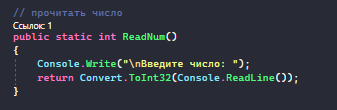 // прочитать число
Ссылок: 1
public static int ReadNum()
{
Console.Write("\nВведите число: ");
return Convert.ToInt32(Console.ReadLine());
}